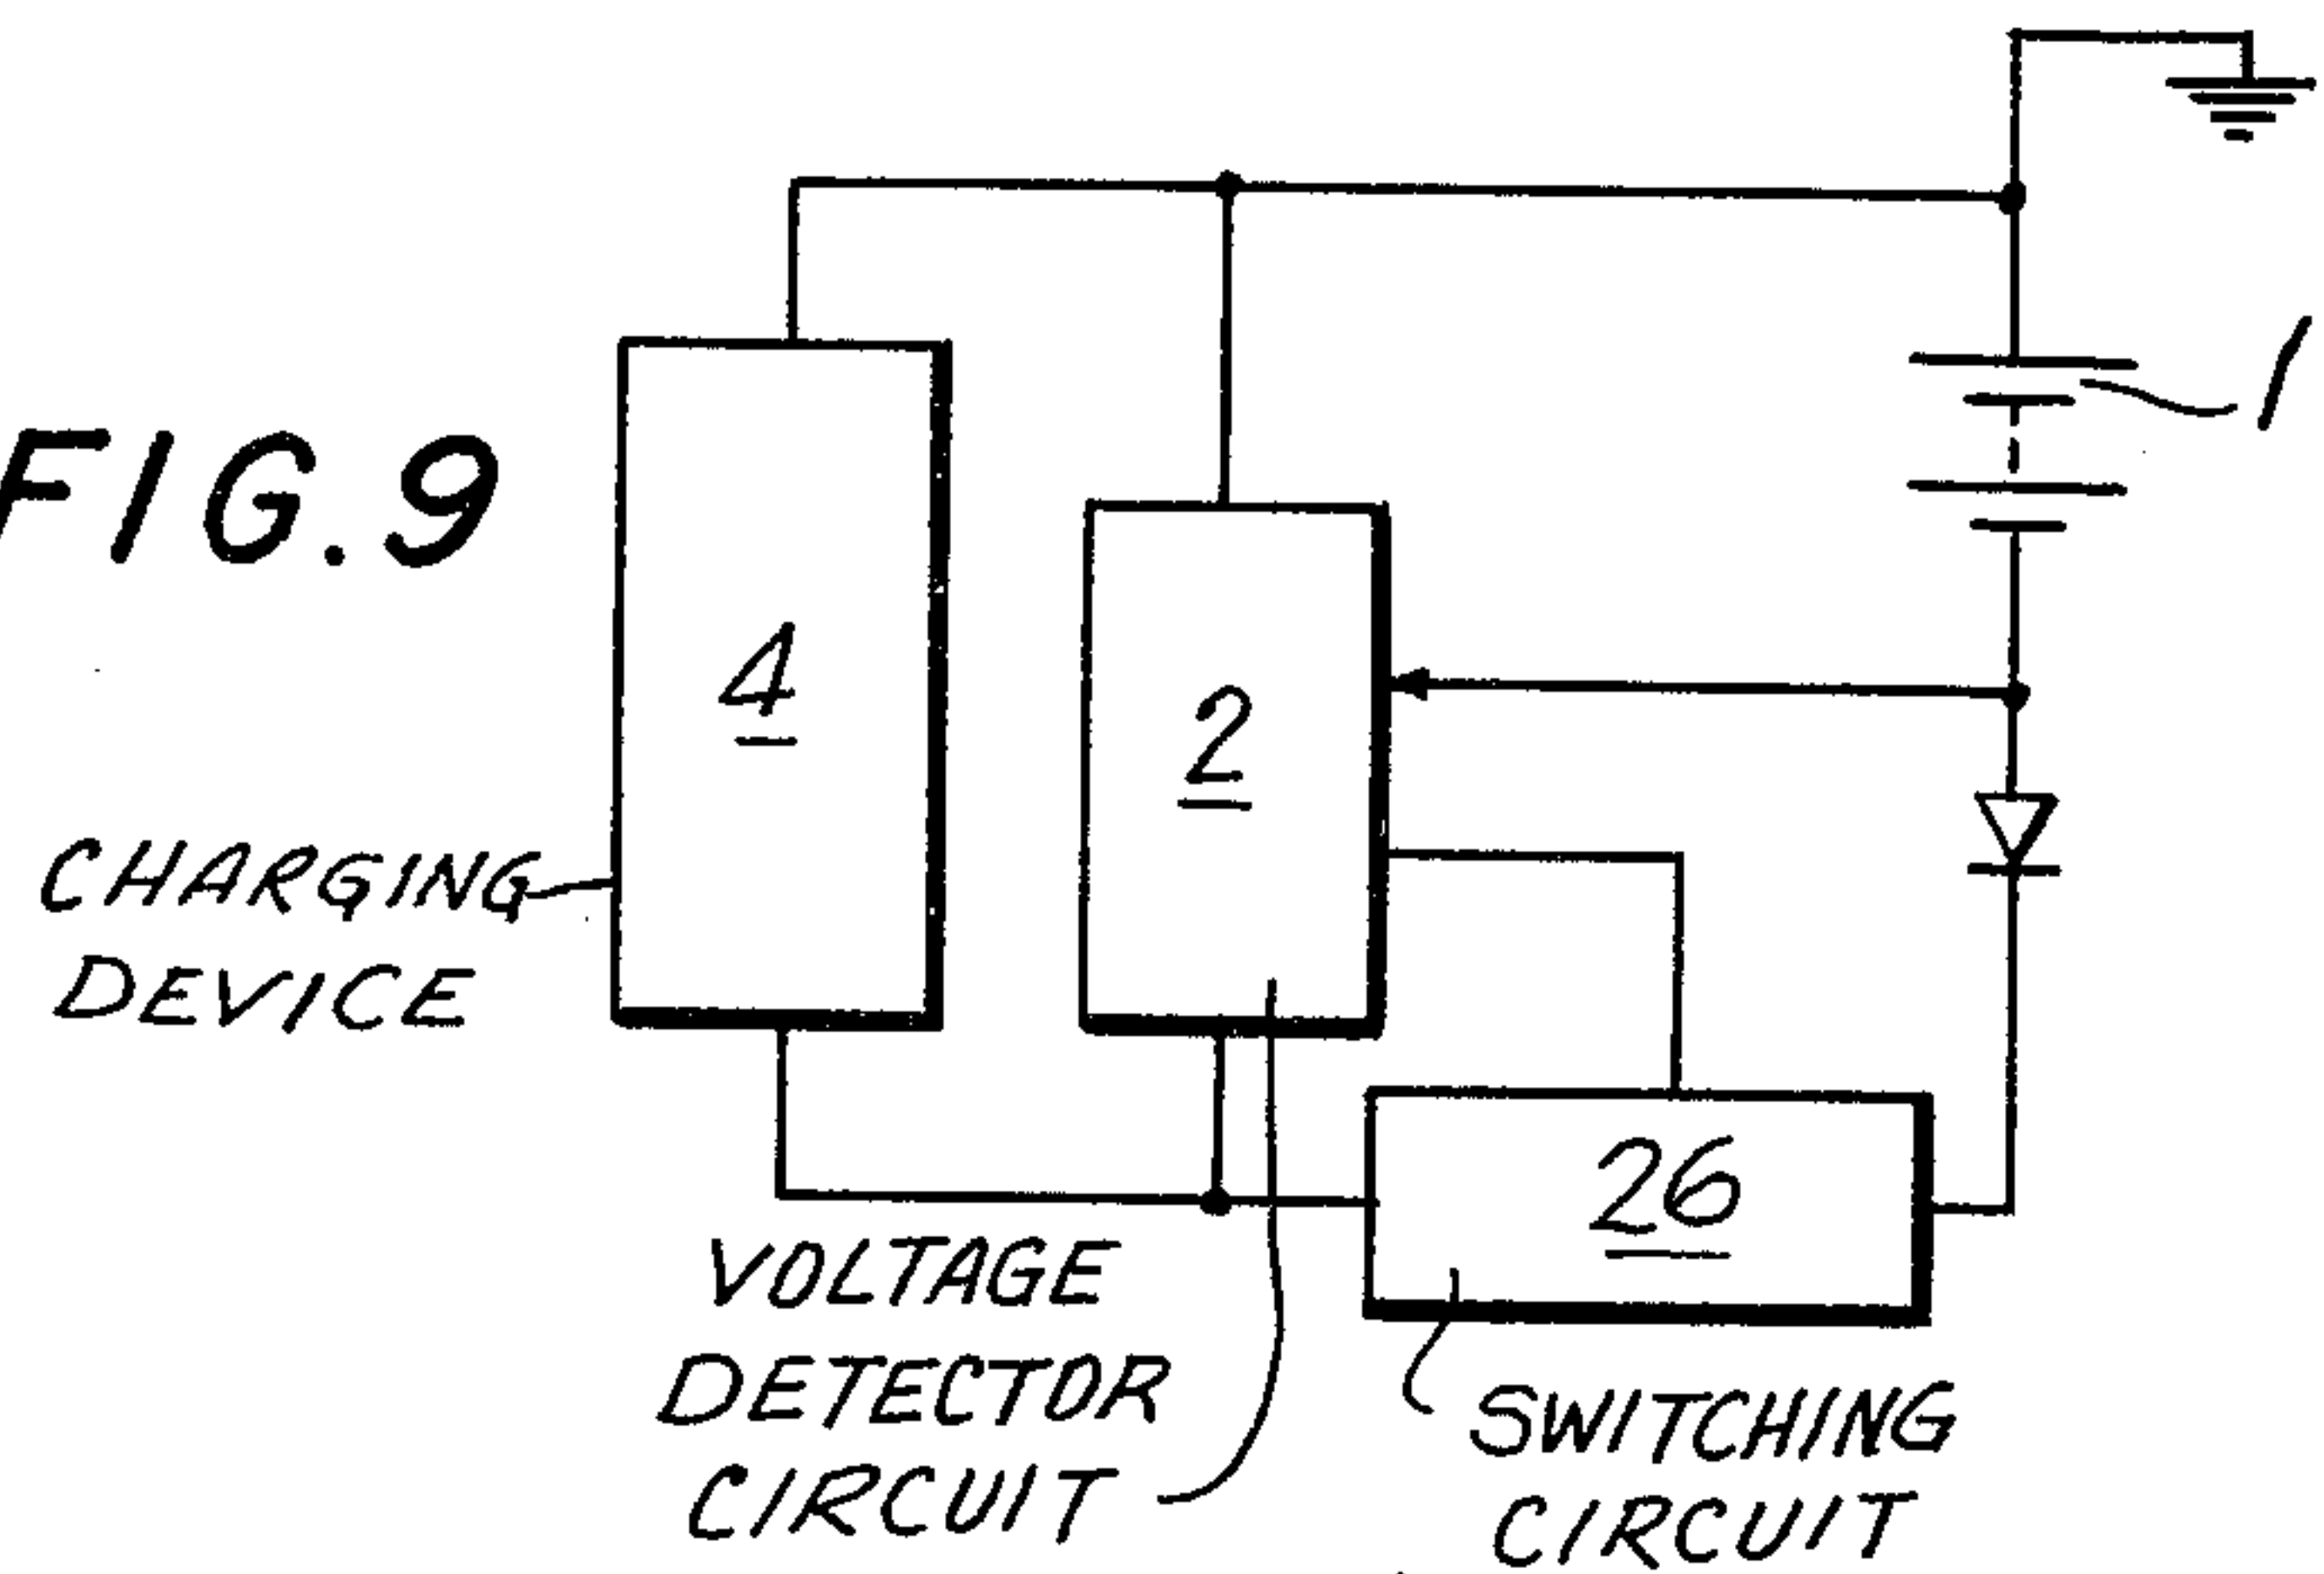 FIG.9
1
4
2
CHARGING
DEVICE
26
VOLTAGE
DETECTOR
CIRCUIT
SWITCHING
CIRCUIT